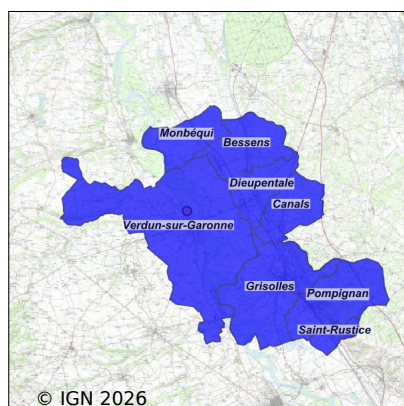 Monbéqui
Bessens
Dieupentale
Canals
Verdun-sur-Garonne
Grisolles
Pompignan
Saint-Rustice
© IGN 2026